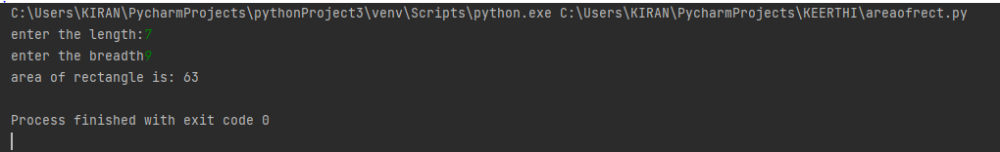 C:\Users\KIRAN\PycharmProjects\pythonProject3\venv\Scripts\python.exe C:\Users\KIRAN\PycharmProjects\KEERTHI\areaofrect.py
enter the length:7
enter the breadth9
area of rectangle is: 63
Process finished with exit code 0